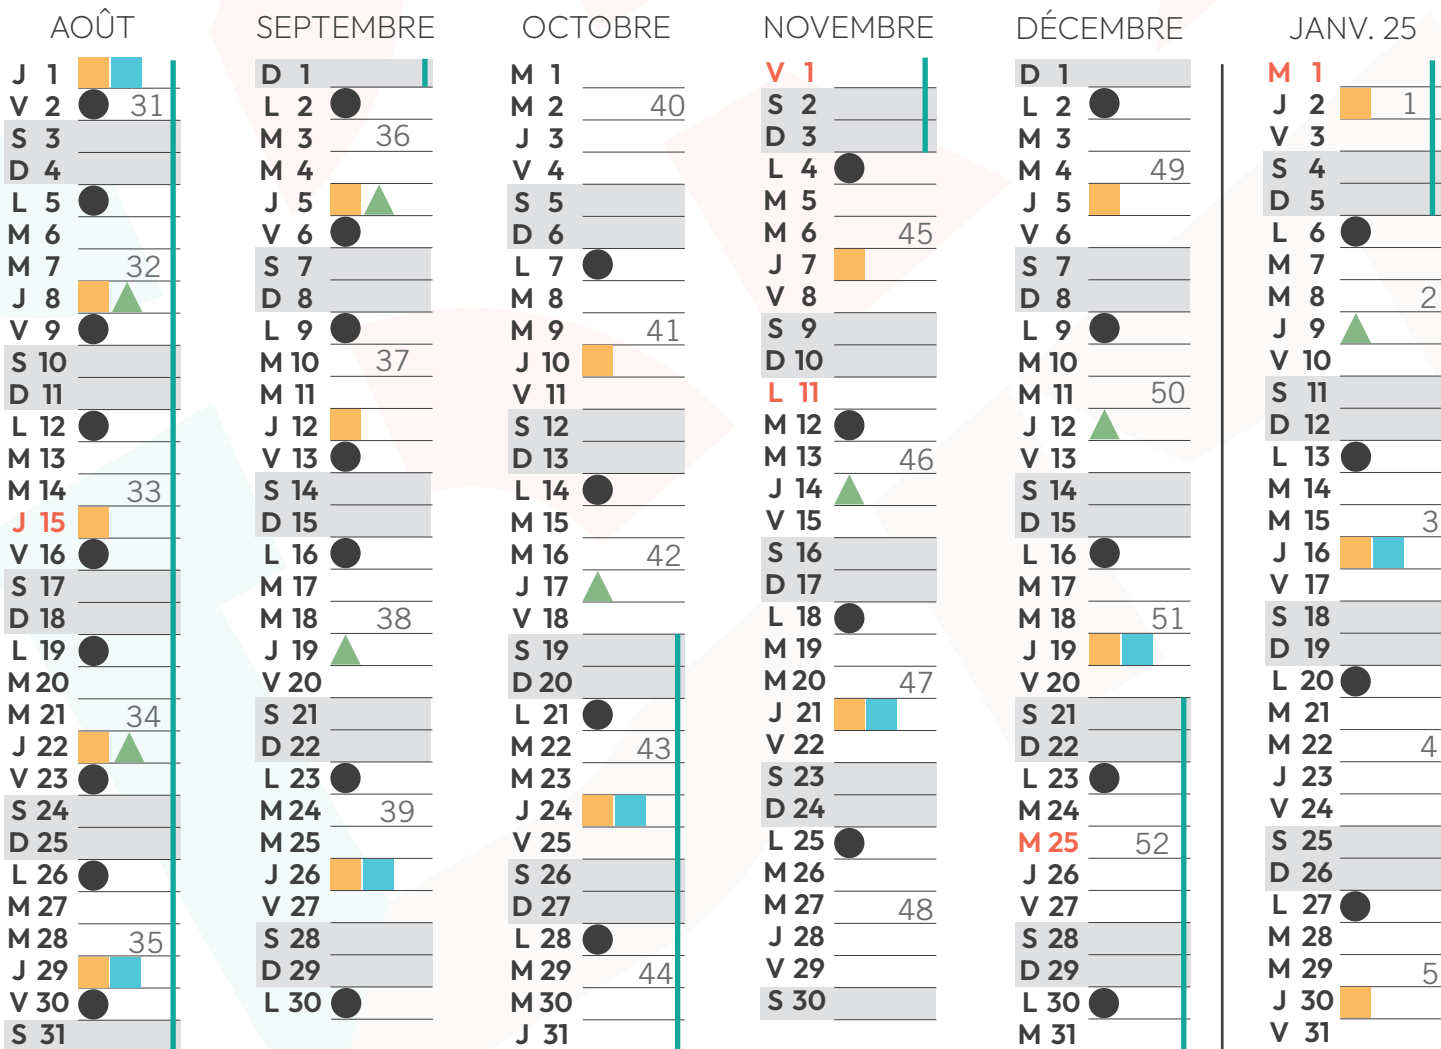 AOÛT
J 1
V 2 31
S 3
D 4
L 5
M 6
M 7 32
J 8
V 9
S 10
D 11
L 12
M 13
M 14 33
J 15
V 16
S 17
D 18
L 19
M 20
M 21 34
J 22
V 23
S 24
D 25
L 26
M 27
M 28 35
J 29
V 30
S 31
SEPTEMBRE
D 1
L 2
M 3 36
M 4
J 5
V 6
S 7
D 8
L 9
M 10 37
M 11
J 12
V 13
S 14
D 15
L 16
M 17
M 18 38
J 19
V 20
S 21
D 22
L 23
M 24 39
M 25
J 26
V 27
S 28
D 29
L 30
OCTOBRE
M 1
M 2 40
J 3
V 4
S 5
D 6
L 7
M 8
M 9 41
J 10
V 11
S 12
D 13
L 14
M 15
M 16 42
J 17
V 18
S 19
D 20
L 21
M 22 43
M 23
J 24
V 25
S 26
D 27
L 28
M 29 44
M 30
J 31
NOVEMBRE
V 1
S 2
D 3
L 4
M 5
M 6 45
J 7
V 8
S 9
D 10
L 11
M 12
M 13 46
J 14
V 15
S 16
D 17
L 18
M 19
M 20 47
J 21
V 22
S 23
D 24
L 25
M 26
M 27 48
J 28
V 29
S 30
DÉCEMBRE
D 1
L 2
M 3
M 4 49
J 5
V 6
S 7
D 8
L 9
M 10
M 11 50
J 12
V 13
S 14
D 15
L 16
M 17
M 18 51
J 19
V 20
S 21
D 22
L 23
M 24
M 25 52
J 26
V 27
S 28
D 29
L 30
M 31
JANV. 25
M 1
J 2 1
V 3
S 4
D 5
L 6
M 7
M 8 2
J 9
V 10
S 11
D 12
L 13
M 14
M 15 3
J 16
V 17
S 18
D 19
L 20
M 21
M 22 4
J 23
V 24
S 25
D 26
L 27
M 28
M 29 5
J 30
V 31